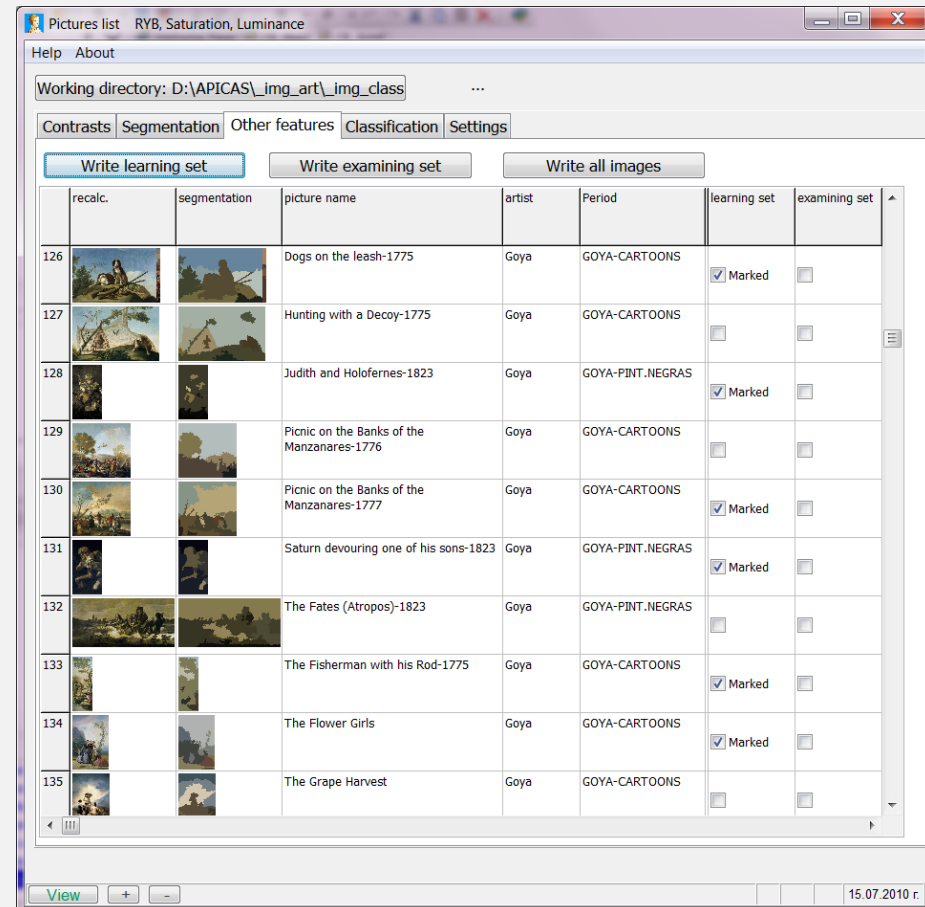 Pictures list RYB, Saturation, Luminance
Help About
Working directory: D:\APICAS\_img_art\_img_class ...
Contrasts Segmentation Other features Classification Settings
Write learning set Write examining set Write all images
recalc. segmentation picture name artist Period learning set examining set
126 Dogs on the leash-1775 Goya GOYA-CARTOONS Marked
127 Hunting with a Decoy-1775 Goya GOYA-CARTOONS
128 Judith and Holofernes-1823 Goya GOYA-PINT.NEGRAS Marked
129 Picnic on the Banks of the Goya GOYA-CARTOONS
Manzanares-1776
130 Picnic on the Banks of the Goya GOYA-CARTOONS
Manzanares-1777 Marked
131 Saturn devouring one of his sons-1823 Goya GOYA-PINT.NEGRAS Marked
132 The Fates (Atropos)-1823 Goya GOYA-PINT.NEGRAS
133 The Fisherman with his Rod-1775 Goya GOYA-CARTOONS Marked
134 The Flower Girls Goya GOYA-CARTOONS Marked
135 The Grape Harvest Goya GOYA-CARTOONS
View + - 15.07.2010 г.